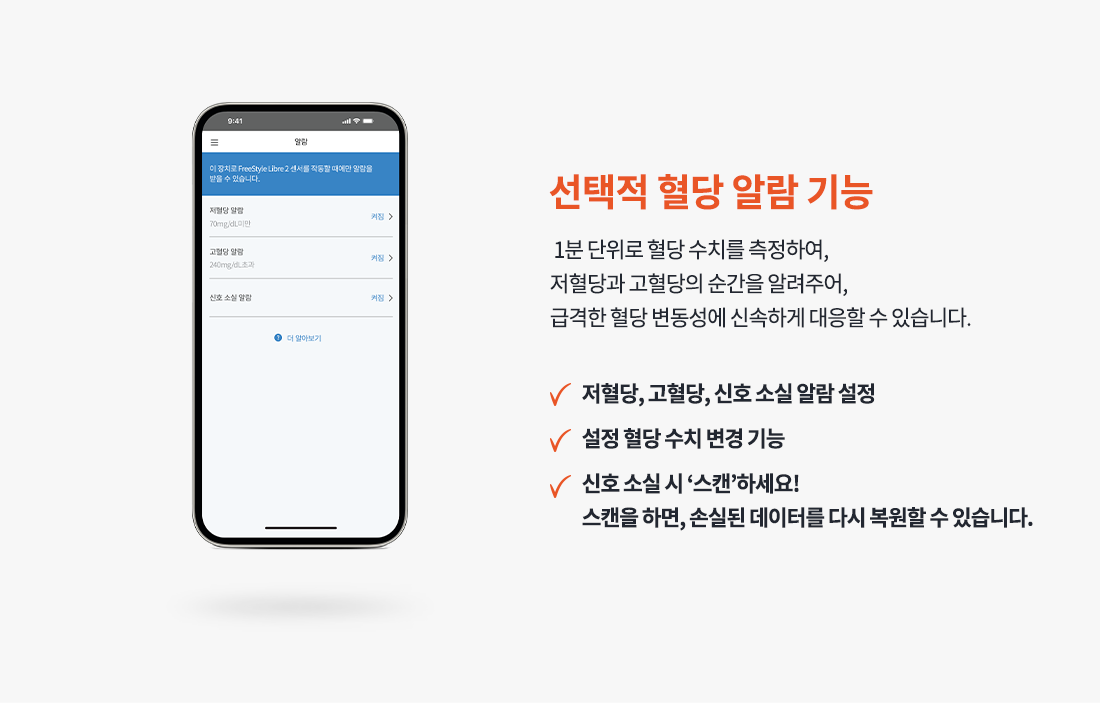 9:41
알람
이 장치로 FreeStyle Libre 2 센서를 작동할 때에만 알람을
받을 수 있습니다.
저혈당 알람
켜짐
70mg/dL미만
고혈당 알람
켜짐
240mg/dL초과
신호 소실 알람
켜짐
? 더 알아보기
선택적 혈당 알람 기능
1분 단위로 혈당 수치를 측정하여,
저혈당과 고혈당의 순간을 알려주어,
급격한 혈당 변동성에 신속하게 대응할 수 있습니다.
저혈당, 고혈당, 신호 소실 알람 설정
설정 혈당 수치 변경 기능
신호 소실 시 ‘스캔’하세요!
스캔을 하면, 손실된 데이터를 다시 복원할 수 있습니다.